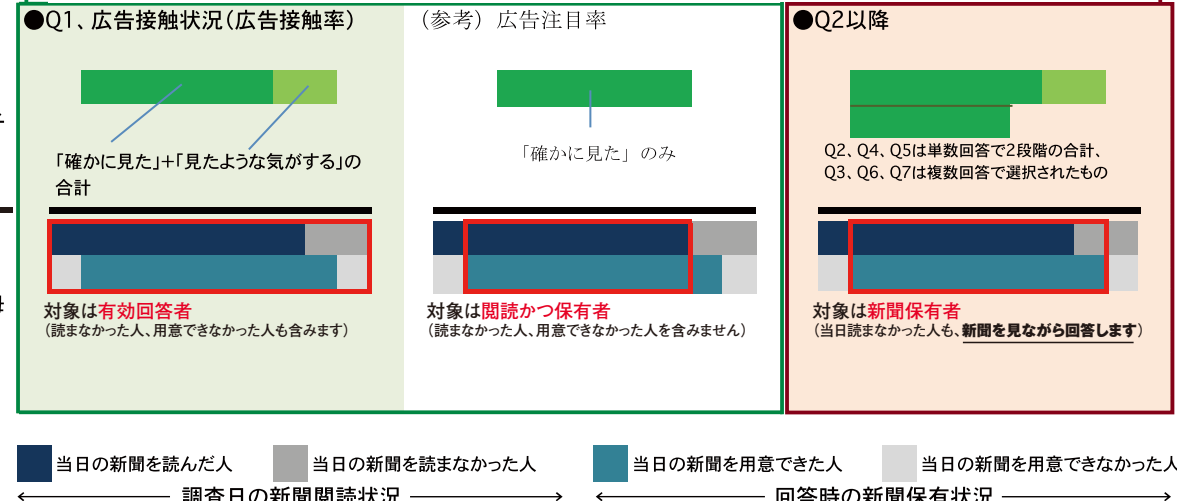 ●Q1、広告接触状況(広告接触率)
「確かに見た」+「見たような気がする」の
合計
対象は有効回答者
(読まなかった人、用意できなかった人も含みます)
(参考)広告注目率
「確かに見た」のみ
対象は閲読かつ保有者
(読まなかった人、用意できなかった人を含みません)
●Q2以降
Q2、Q4、Q5は単数回答で2段階の合計、
Q3、Q6、Q7は複数回答で選択されたもの
対象は新聞保有者
(当日読まなかった人も、新聞を見ながら回答します)
当日の新聞を読んだ人
当日の新聞を読まなかった人
当日の新聞を用意できた人
当日の新聞を用意できなかった人
調査日の新聞閲読状況
回答時の新聞保有状況